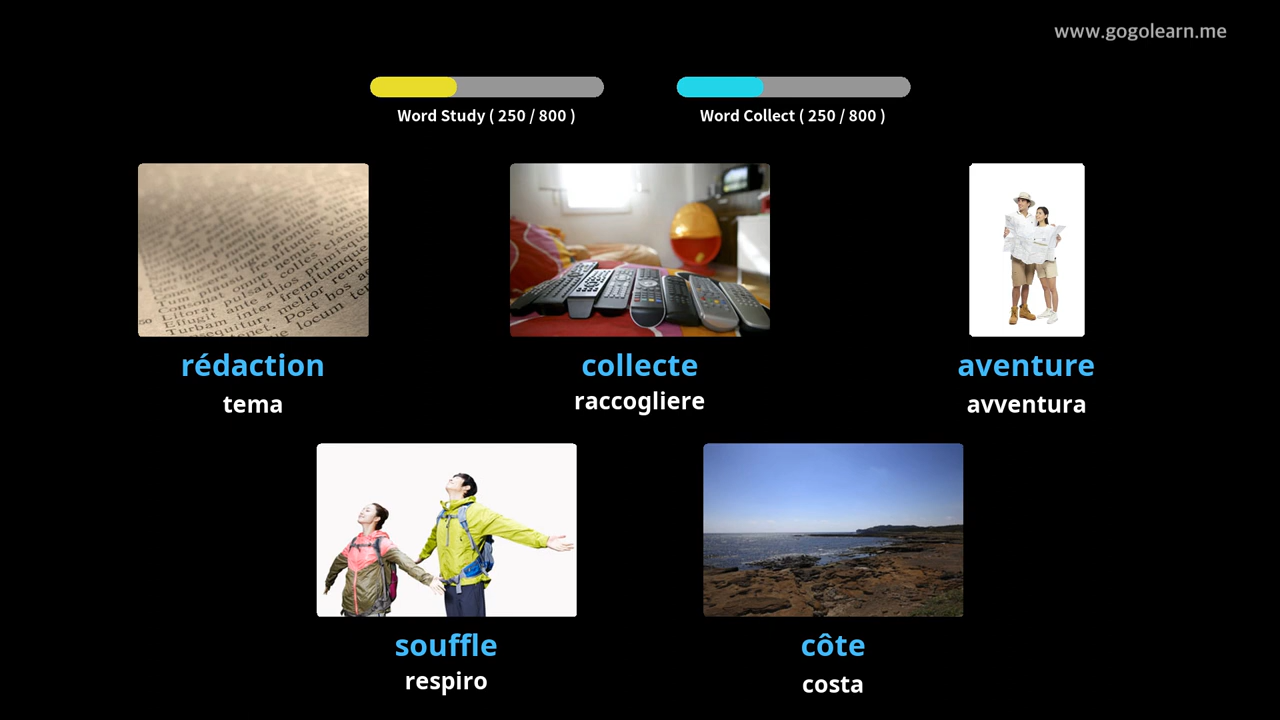 www.gogolearn.me
Word Study ( 250 / 800 )
Word Collect ( 250 / 800 )
rédaction
tema
collecte
raccogliere
aventure
avventura
souffle
respiro
côte
costa